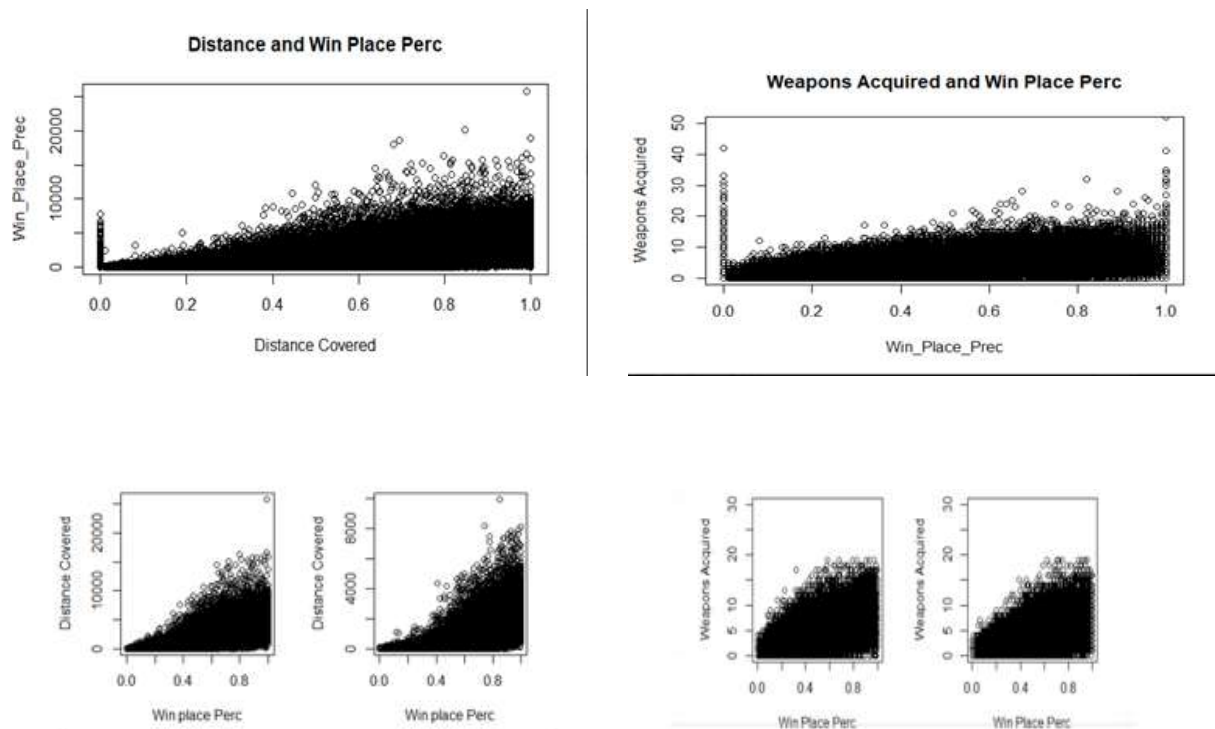 Distance and Win Place Perc
Win_Place_Prec
0 10000 20000
0.0 0.2 0.4 0.6 0.8 1.0
Distance Covered
Weapons Acquired and Win Place Perc
Weapons Acquired
0 10 20 30 40 50
0.0 0.2 0.4 0.6 0.8 1.0
Win_Place_Prec
Distance Covered
0 10000 20000
0.0 0.4 0.8
Win place Perc
Distance Covered
0 4000 8000
0.0 0.4 0.8
Win place Perc
Weapons Acquired
0 5 10 20 30
0.0 0.4 0.8
Win Place Perc
Weapons Acquired
0 5 10 20 30
0.0 0.4 0.8
Win Place Perc